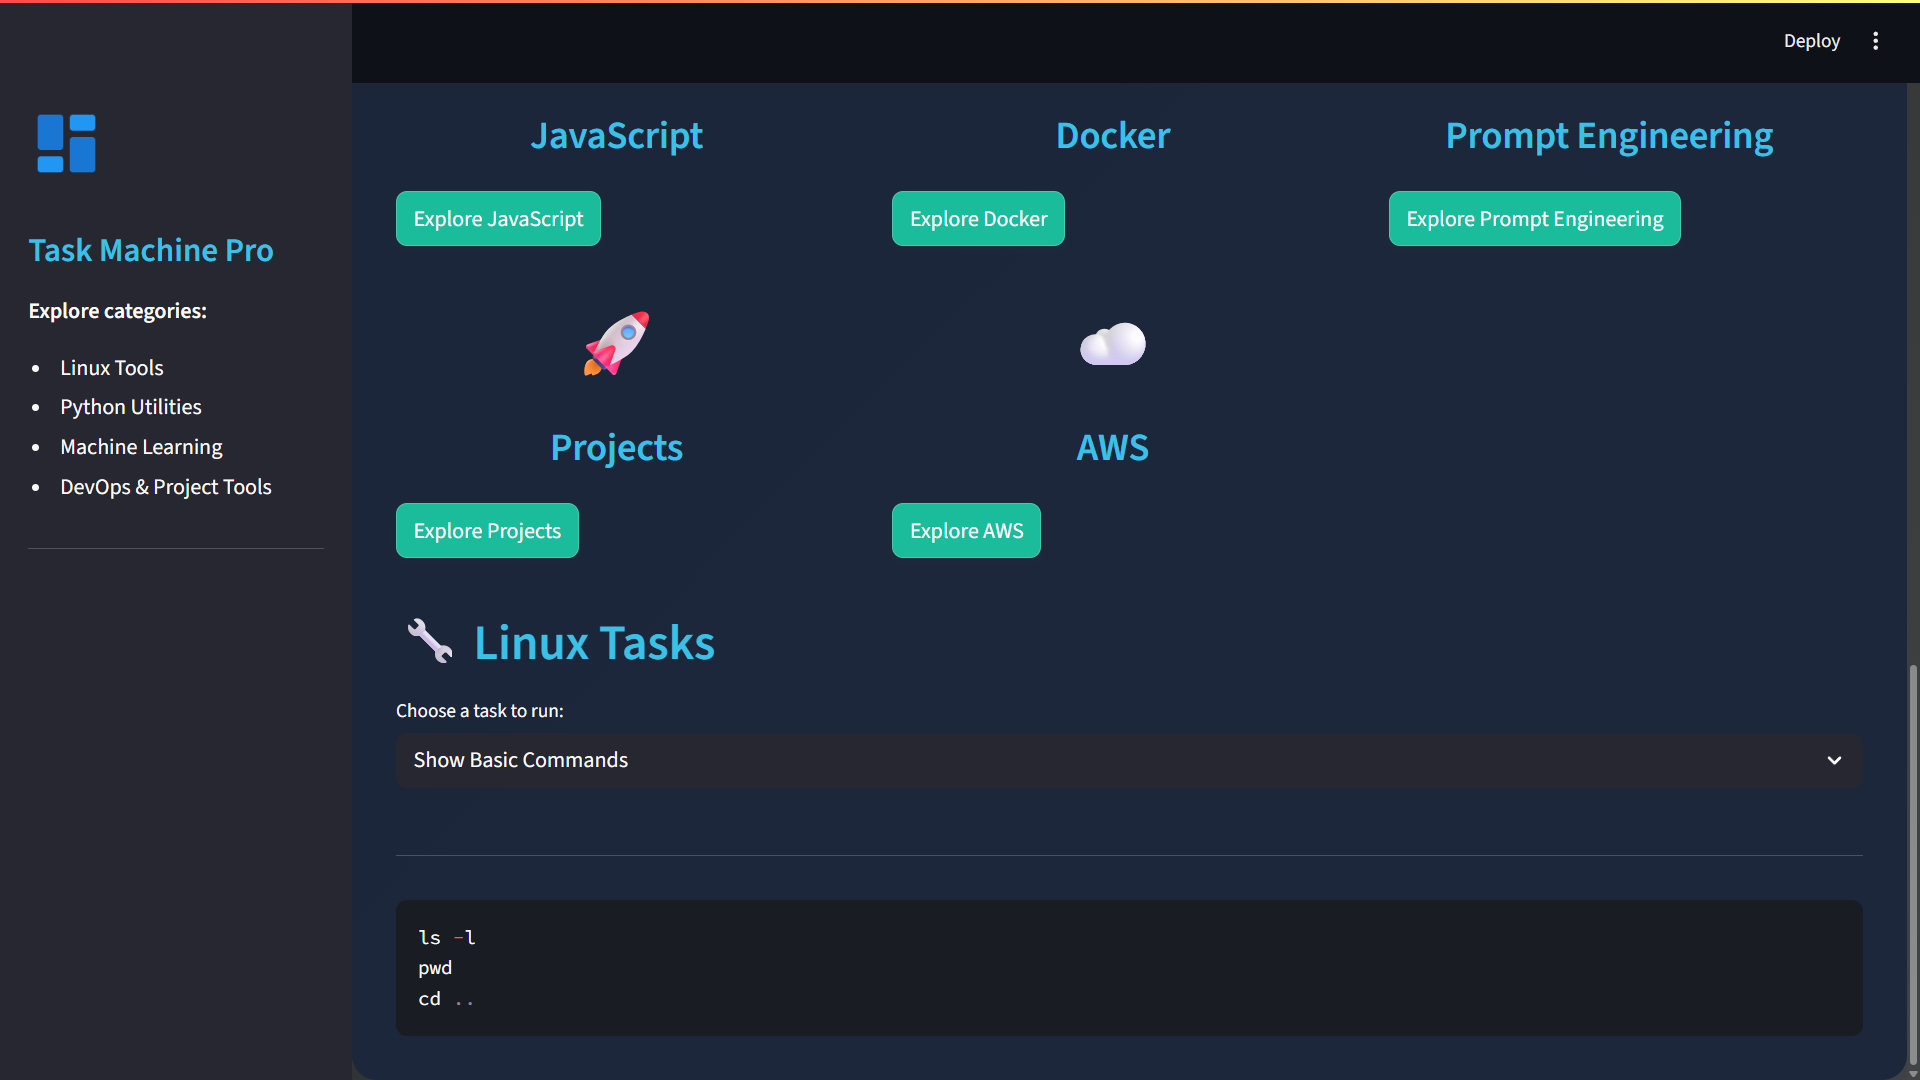 Deploy
Task Machine Pro
Explore categories:
Linux Tools
Python Utilities
Machine Learning
DevOps & Project Tools
JavaScript
Docker
Prompt Engineering
Explore JavaScript
Explore Docker
Explore Prompt Engineering
Projects
AWS
Explore Projects
Explore AWS
Linux Tasks
Choose a task to run:
Show Basic Commands
ls -l
pwd
cd ..